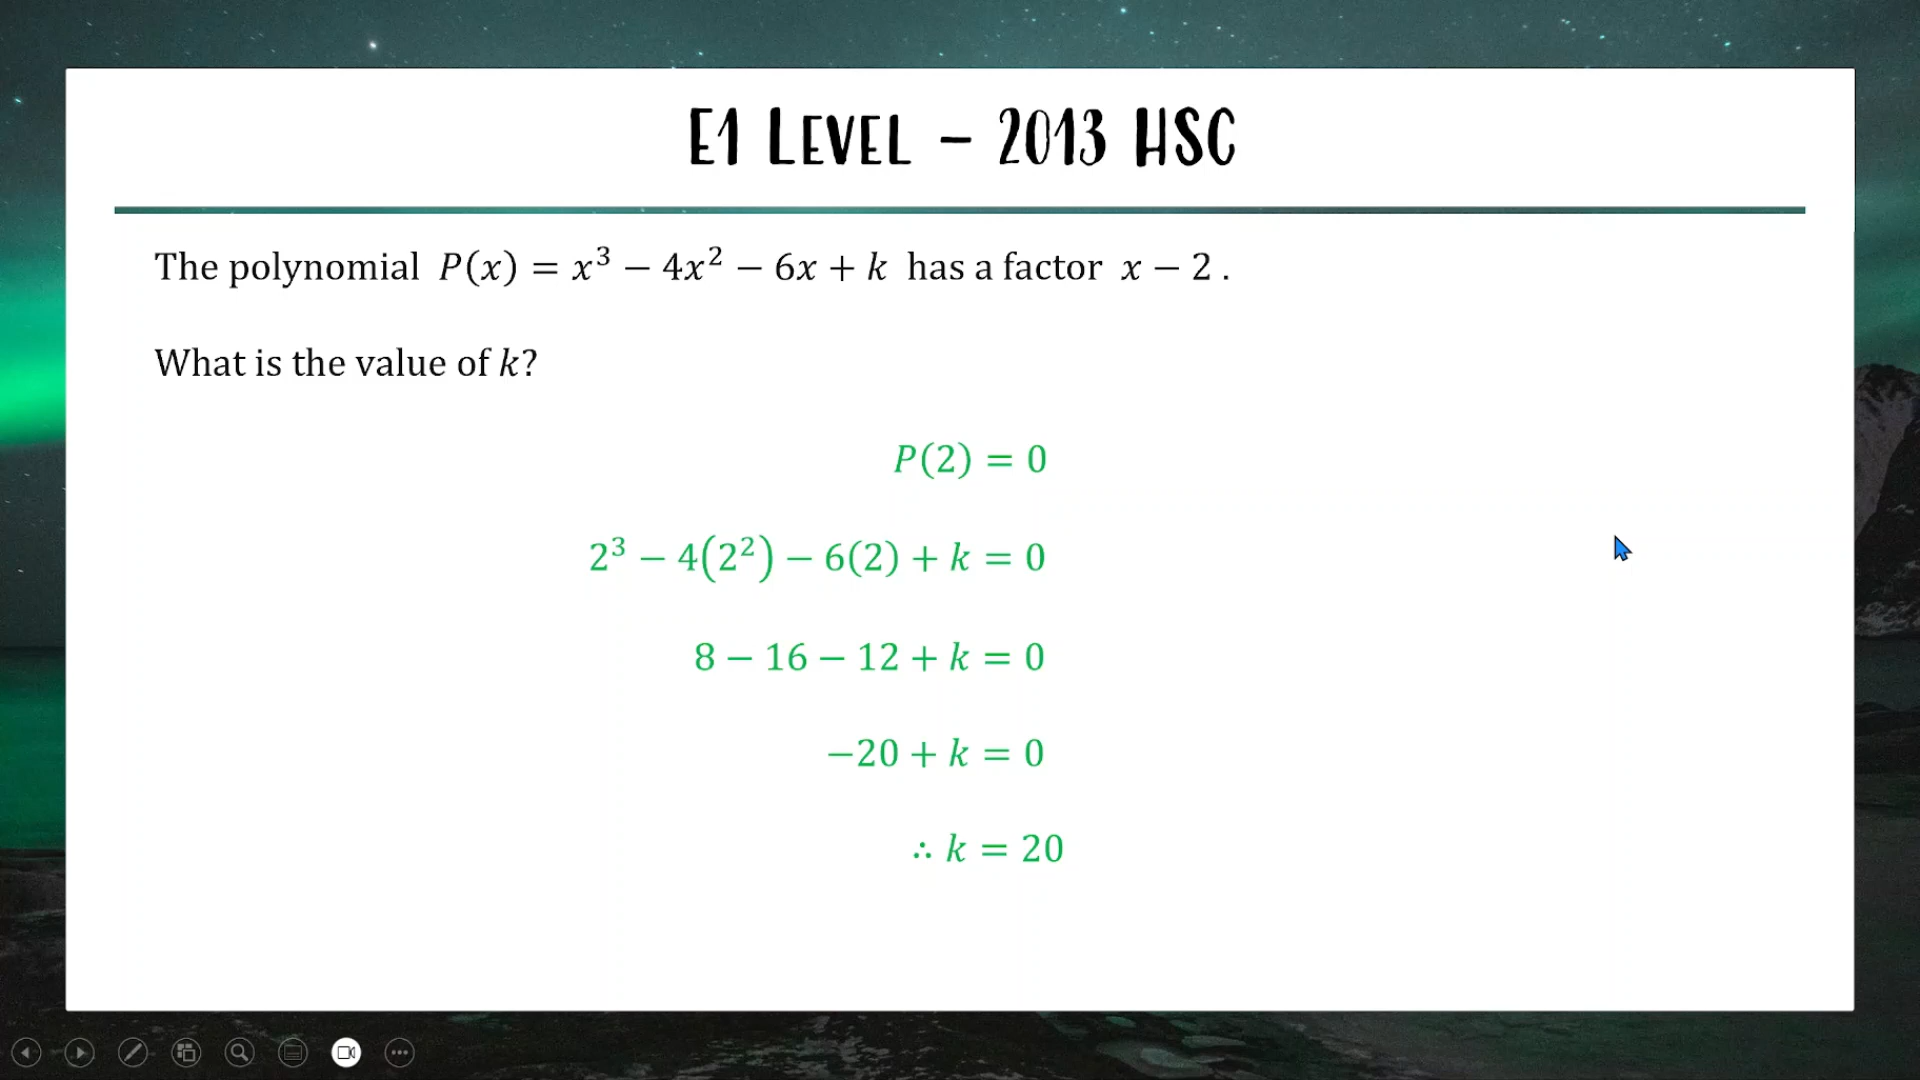 E1 LEVEL – 2013 HSC
The polynomial P(x) = x³ − 4x² − 6x + k has a factor x − 2 .
What is the value of k?
P(2) = 0
2³ − 4(2²) − 6(2) + k = 0
8 − 16 − 12 + k = 0
−20 + k = 0
∴ k = 20